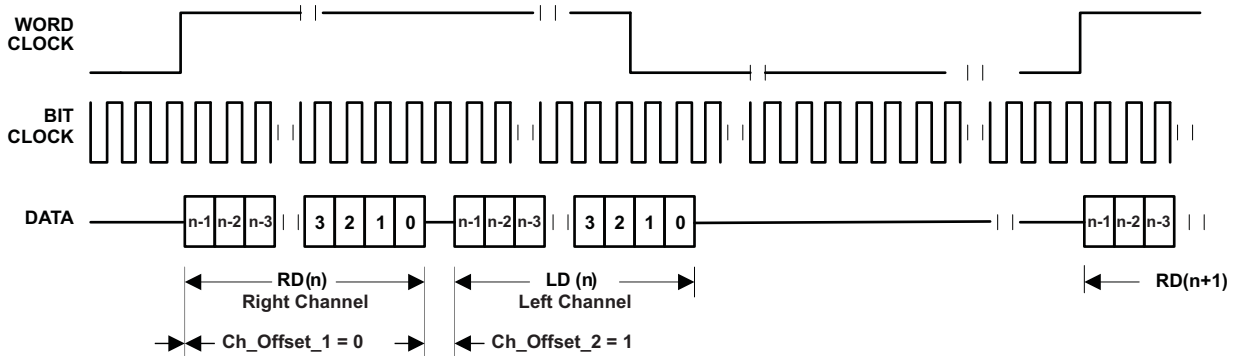 WORD
CLOCK
BIT
CLOCK
DATA
n-1 n-2 n-3 3 2 1 0 n-1 n-2 n-3 3 2 1 0 n-1 n-2 n-3
RD(n) LD (n) RD(n+1)
Right Channel Left Channel
Ch_Offset_1 = 0 Ch_Offset_2 = 1